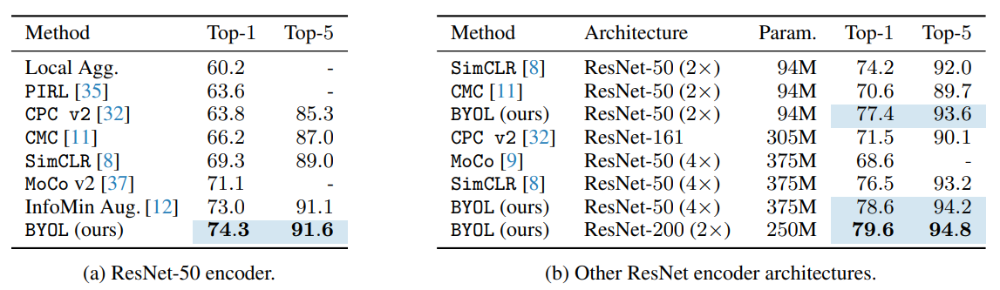 Method Top-1 Top-5
Local Agg. 60.2 -
PIRL [35] 63.6 -
CPC v2 [32] 63.8 85.3
CMC [11] 66.2 87.0
SimCLR [8] 69.3 89.0
MoCo v2 [37] 71.1 -
InfoMin Aug. [12] 73.0 91.1
BYOL (ours) 74.3 91.6
(a) ResNet-50 encoder.
Method Architecture Param. Top-1 Top-5
SimCLR [8] ResNet-50 (2×) 94M 74.2 92.0
CMC [11] ResNet-50 (2×) 94M 70.6 89.7
BYOL (ours) ResNet-50 (2×) 94M 77.4 93.6
CPC v2 [32] ResNet-161 305M 71.5 90.1
MoCo [9] ResNet-50 (4×) 375M 68.6 -
SimCLR [8] ResNet-50 (4×) 375M 76.5 93.2
BYOL (ours) ResNet-50 (4×) 375M 78.6 94.2
BYOL (ours) ResNet-200 (2×) 250M 79.6 94.8
(b) Other ResNet encoder architectures.